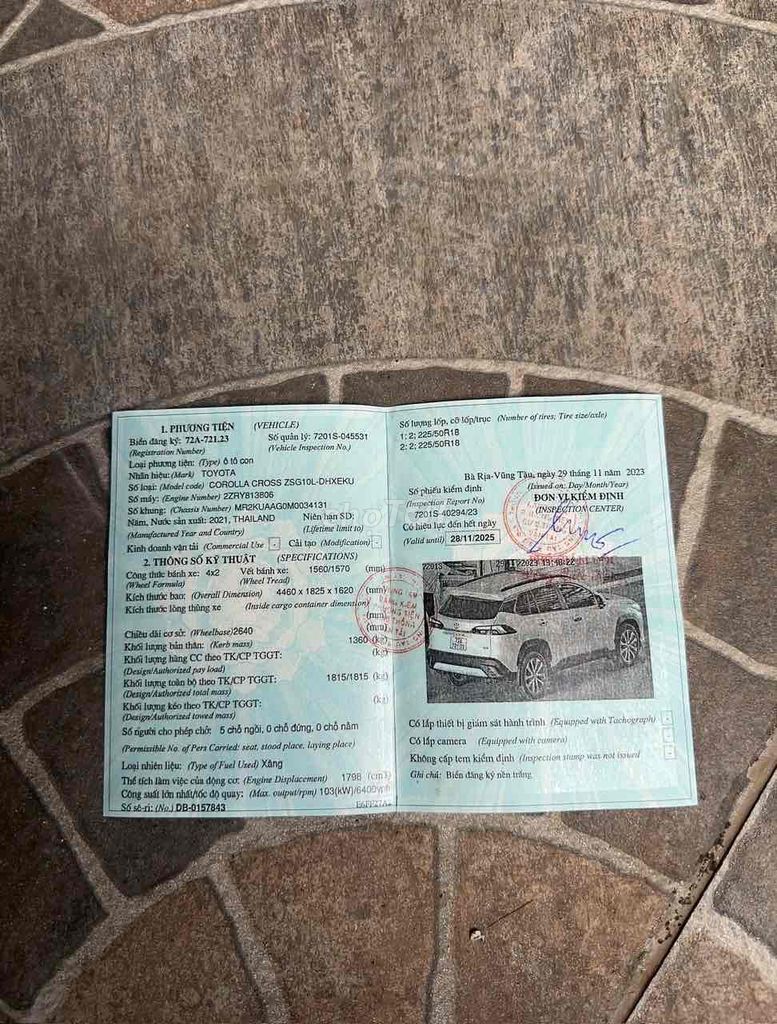 1. PHƯƠNG TIỆN (VEHICLE)
Biển đăng ký: 72A-721.23 Số quản lý: 7201S-045531
(Registration Number) (Vehicle Inspection No.)
Loại phương tiện: (Type) ô tô con
Nhãn hiệu: (Mark) TOYOTA
Số loại: (Model code) COROLLA CROSS ZSG10L-DHXEKU
Số máy: (Engine Number) 2ZRY813806
Số khung: (Chassis Number) MR2KUAAG0M0034131
Năm, Nước sản xuất: 2021, THAILAND Niên hạn SD:
(Manufactured Year and Country) (Lifetime limit to)
Kinh doanh vận tải (Commercial Use) - Cải tạo (Modification) -
2. THÔNG SỐ KỸ THUẬT (SPECIFICATIONS)
Công thức bánh xe: 4x2 Vết bánh xe: 1560/1570 (mm)
(Wheel Formula) (Wheel Tread)
Kích thước bao: (Overall Dimension) 4460 x 1825 x 1620 (mm)
Kích thước lòng thùng xe (Inside cargo container dimension)
(mm)
Chiều dài cơ sở: (Wheelbase) 2640 (mm)
Khối lượng bản thân: (Kerb mass) 1360 (kg)
Khối lượng hàng CC theo TK/CP TGGT: (kg)
(Design/Authorized pay load)
Khối lượng toàn bộ theo TK/CP TGGT: 1815/1815 (kg)
(Design/Authorized total mass)
Khối lượng kéo theo TK/CP TGGT: (kg)
(Design/Authorized towed mass)
Số người cho phép chở: 5 chỗ ngồi, 0 chỗ đứng, 0 chỗ nằm
(Permissible No. of Pers Carried: seat, stood place, laying place)
Loại nhiên liệu: (Type of Fuel Used) Xăng
Thể tích làm việc của động cơ: (Engine Displacement) 1798 (cm3)
Công suất lớn nhất/tốc độ quay: (Max. output/rpm) 103(kW)/6400vph
Số sê-ri: (No.) DB-0157843
Số lượng lốp, cỡ lốp/trục (Number of tires; Tire size/axle)
1: 2; 225/50R18
2: 2; 225/50R18
Bà Rịa-Vũng Tàu, ngày 29 tháng 11 năm 2023
Số phiếu kiểm định (Issued on: Day/Month/Year)
(Inspection Report No) ĐƠN VỊ KIỂM ĐỊNH
7201S-40294/23 (INSPECTION CENTER)
Có hiệu lực đến hết ngày
(Valid until) 28/11/2025
Có lắp thiết bị giám sát hành trình (Equipped with Tachograph) -
Có lắp camera (Equipped with camera) -
Không cấp tem kiểm định (Inspection stamp was not issued -
Ghi chú: Biển đăng ký nền trắng.